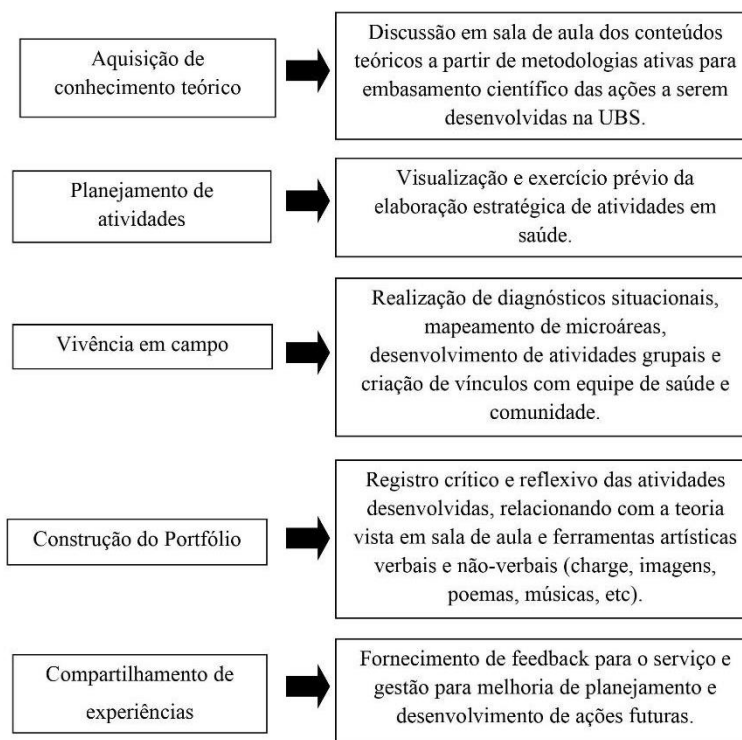 Aquisição de
conhecimento teórico
Discussão em sala de aula dos conteúdos
teóricos a partir de metodologias ativas para
embasamento científico das ações a serem
desenvolvidas na UBS.
Planejamento de
atividades
Visualização e exercício prévio da
elaboração estratégica de atividades em
saúde.
Vivência em campo
Realização de diagnósticos situacionais,
mapeamento de microáreas,
desenvolvimento de atividades grupais e
criação de vínculos com equipe de saúde e
comunidade.
Construção do Portfólio
Registro crítico e reflexivo das atividades
desenvolvidas, relacionando com a teoria
vista em sala de aula e ferramentas artísticas
verbais e não-verbais (charge, imagens,
poemas, músicas, etc).
Compartilhamento de
experiências
Fornecimento de feedback para o serviço e
gestão para melhoria de planejamento e
desenvolvimento de ações futuras.